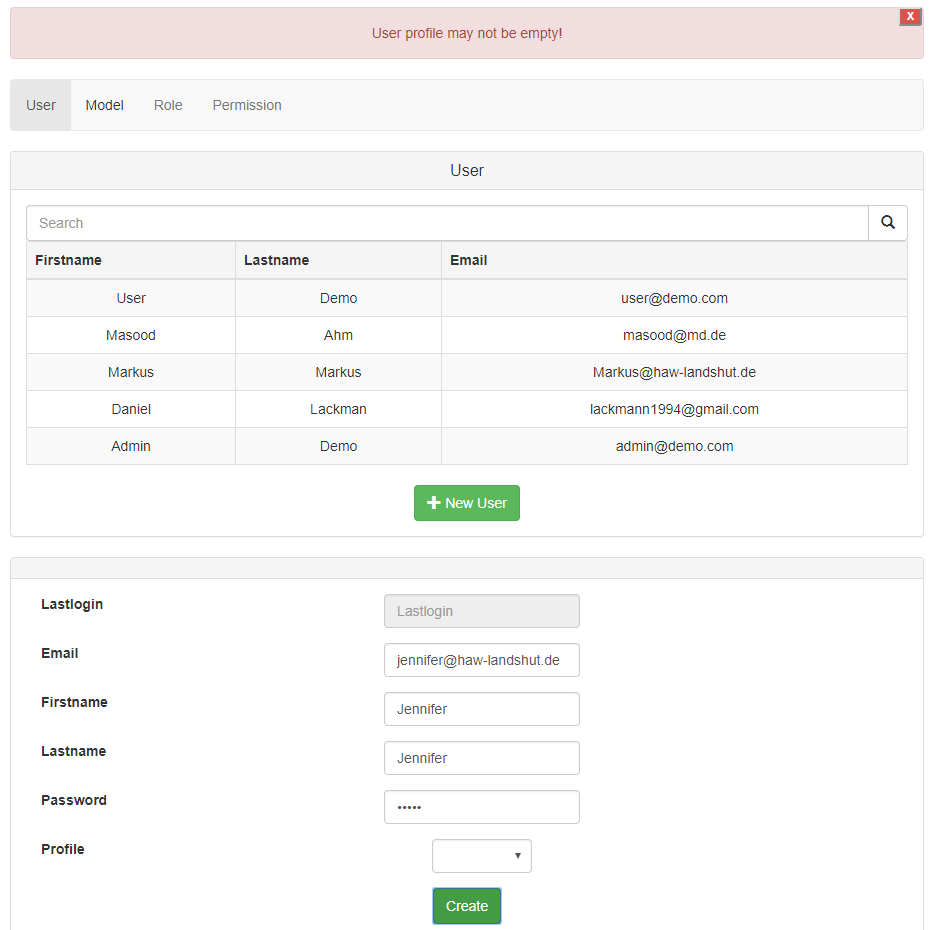 User profile may not be empty!
X
User Model Role Permission
User
Search
Firstname Lastname Email
User Demo user@demo.com
Masood Ahm masood@md.de
Markus Markus Markus@haw-landshut.de
Daniel Lackman lackmann1994@gmail.com
Admin Demo admin@demo.com
New User
Lastlogin Lastlogin
Email jennifer@haw-landshut.de
Firstname Jennifer
Lastname Jennifer
Password •••••
Profile
Create